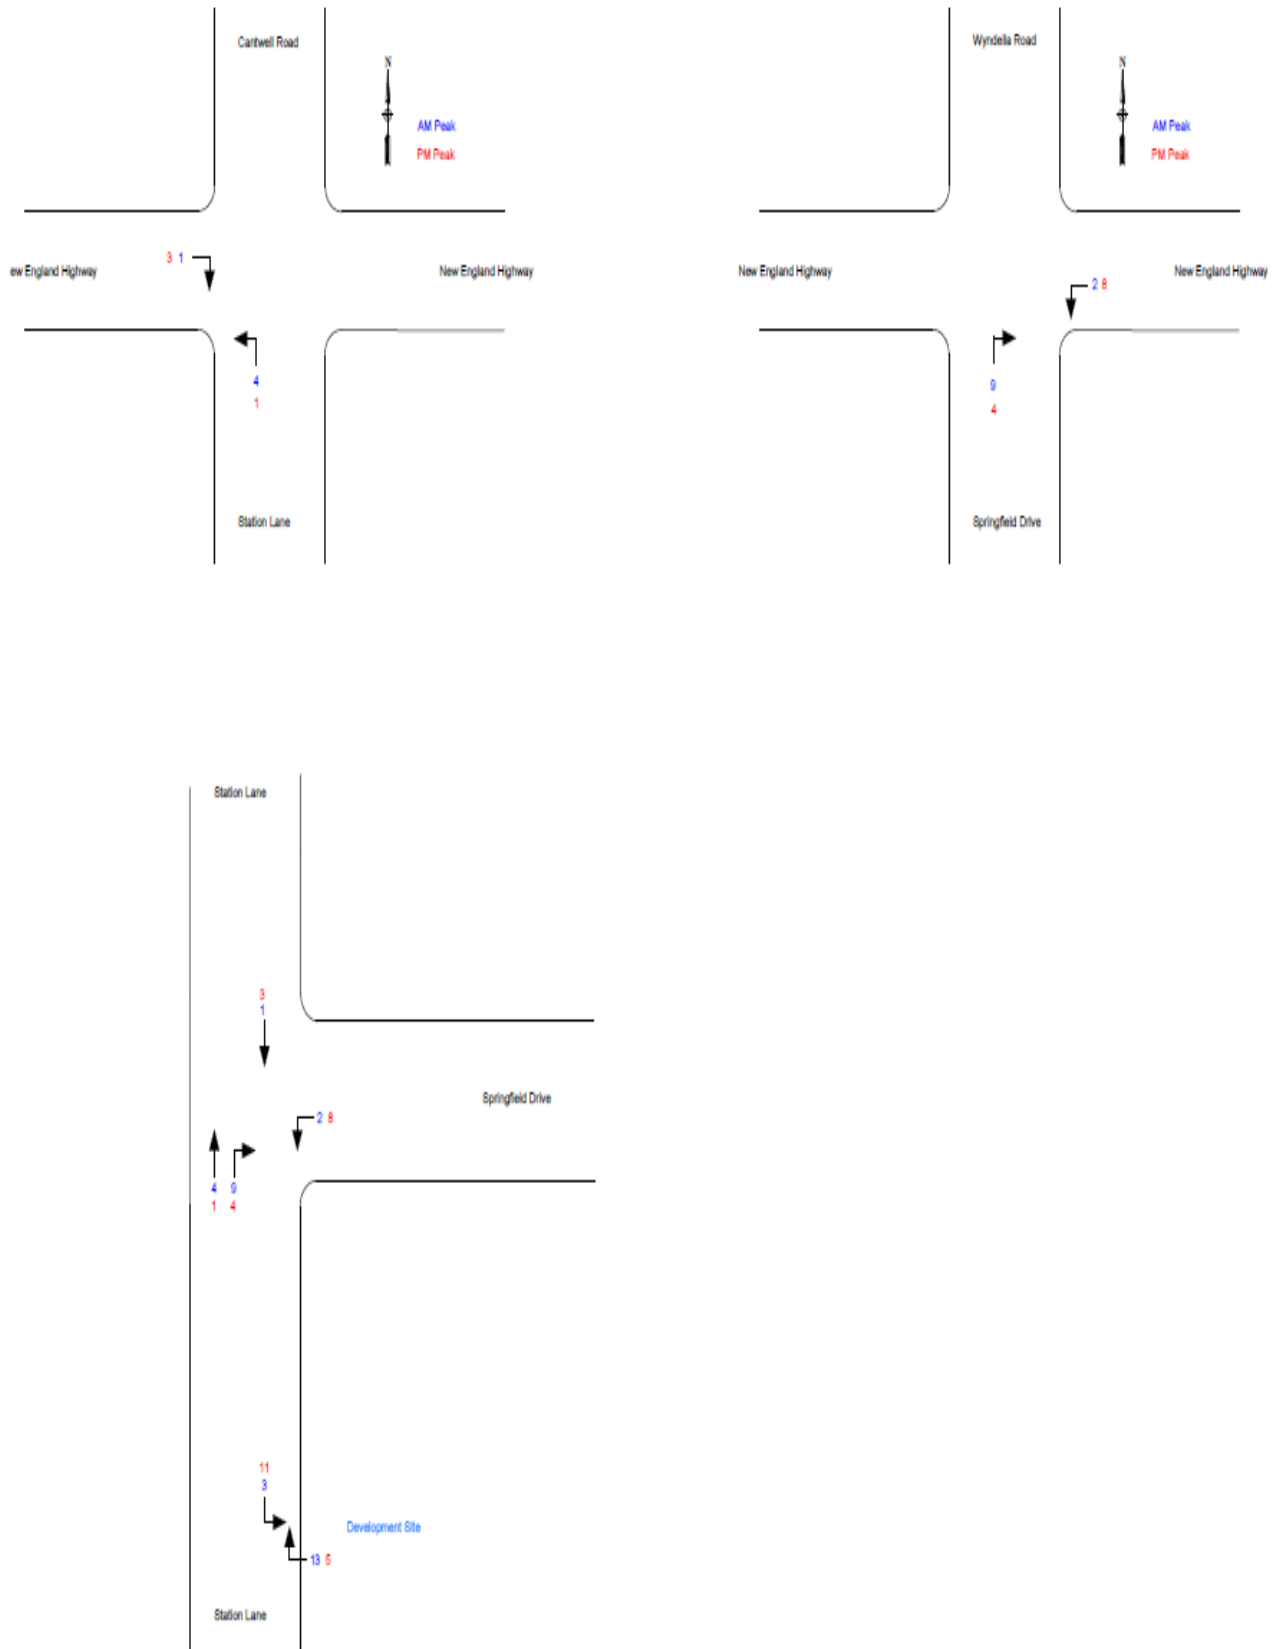 Cantwell Road
N
AM Peak
PM Peak
3 1
ew England Highway
New England Highway
4
1
Station Lane
Wyndella Road
N
AM Peak
PM Peak
New England Highway
New England Highway
2 8
9
4
Springfield Drive
Station Lane
3
1
Springfield Drive
2 8
4 9
1 4
11
3
Development Site
13 5
Station Lane